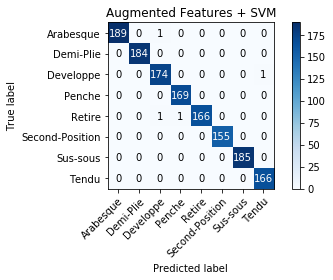 Augmented Features + SVM
True label
Arabesque 189 0 1 0 0 0 0 0
Demi-Plie 0 184 0 0 0 0 0 0
Developpe 0 0 174 0 0 0 0 1
Penche 0 0 0 169 0 0 0 0
Retire 0 0 1 1 166 0 0 0
Second-Position 0 0 0 0 0 155 0 0
Sus-sous 0 0 0 0 0 0 185 0
Tendu 0 0 0 0 0 0 0 166
Arabesque
Demi-Plie
Developpe
Penche
Retire
Second-Position
Sus-sous
Tendu
Predicted label
175
150
125
100
75
50
25
0